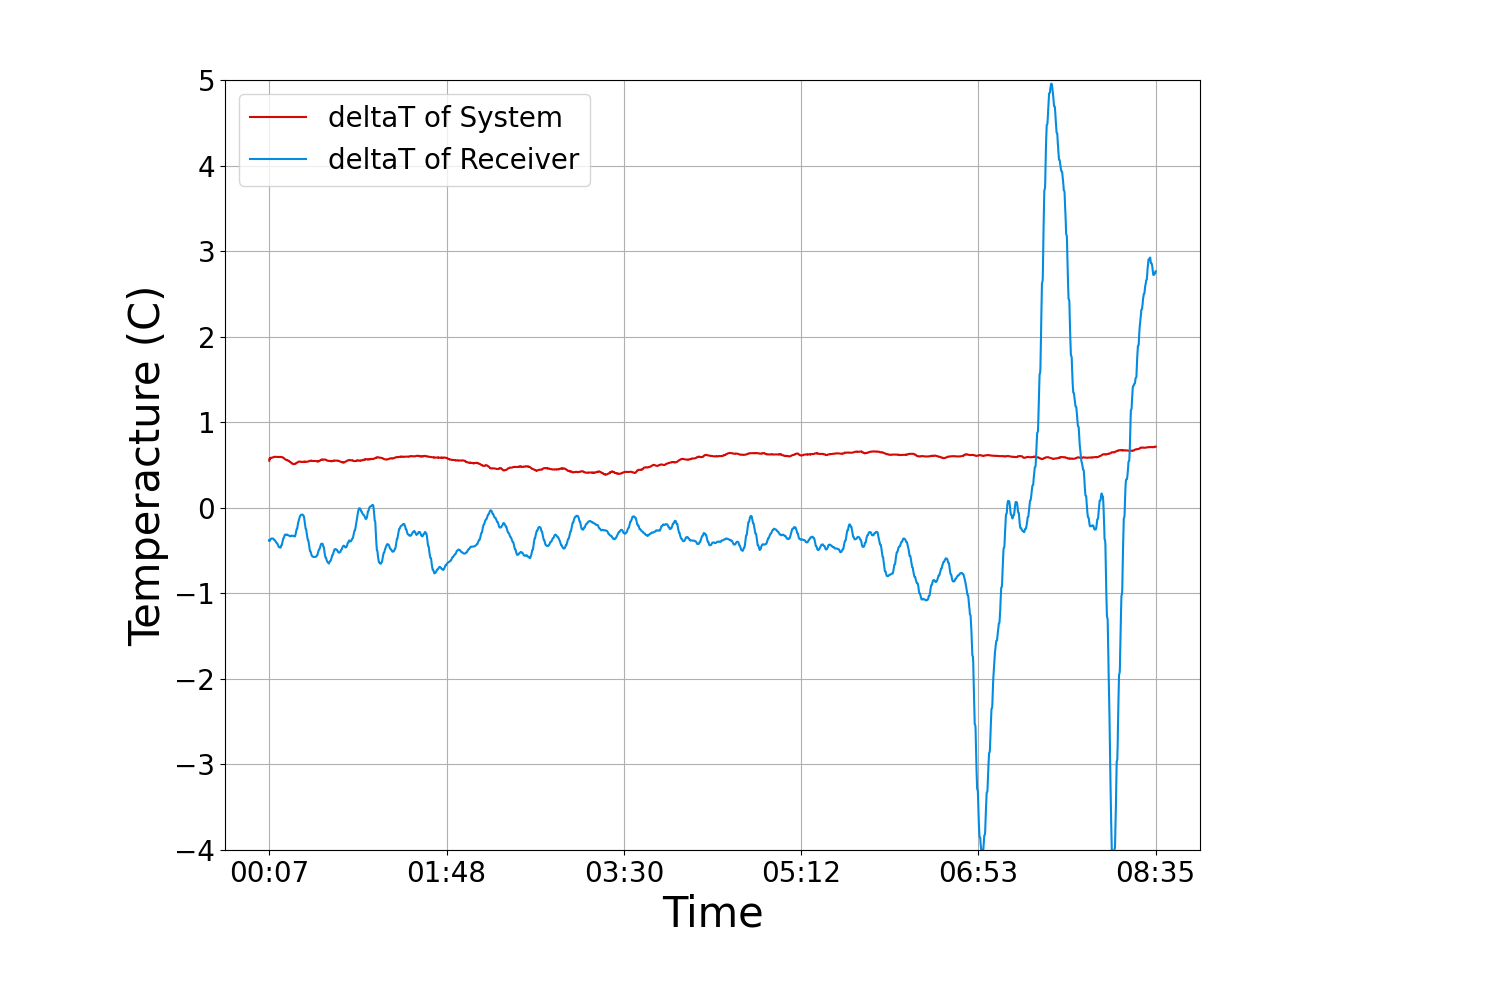 deltaT of System
deltaT of Receiver
5
4
3
2
1
0
−1
−2
−3
−4
Temperacture (C)
00:07 01:48 03:30 05:12 06:53 08:35
Time